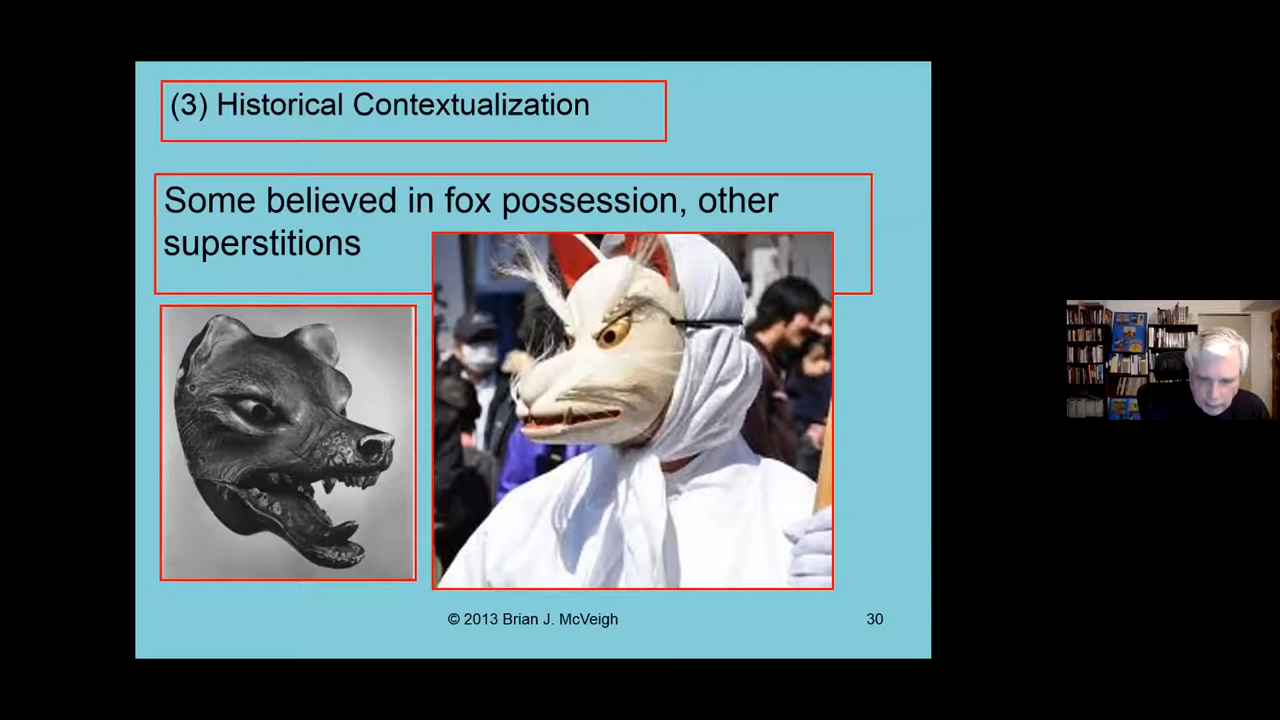 (3) Historical Contextualization
Some believed in fox possession, other
superstitions
© 2013 Brian J. McVeigh
30